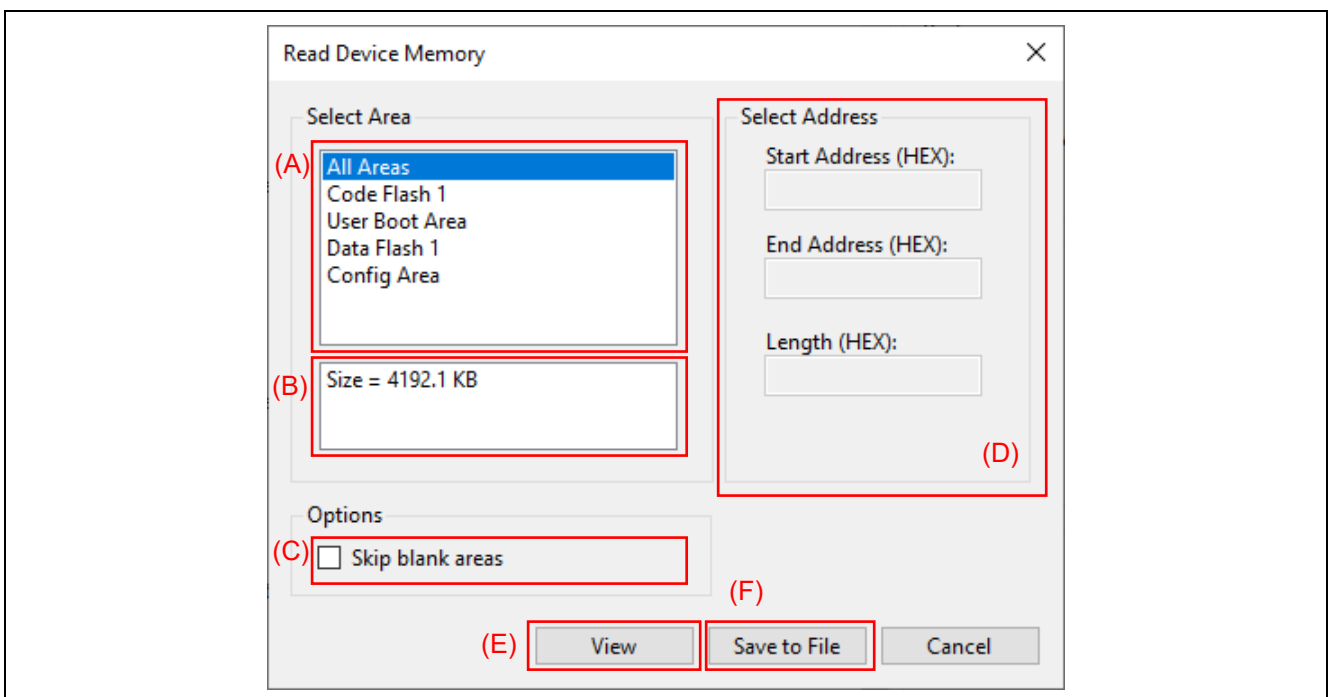 Read Device Memory
Select Area
(A)
All Areas
Code Flash 1
User Boot Area
Data Flash 1
Config Area
(B)
Size = 4192.1 KB
Select Address
Start Address (HEX):
End Address (HEX):
Length (HEX):
(D)
Options
(C)
Skip blank areas
(F)
(E)
View
Save to File
Cancel